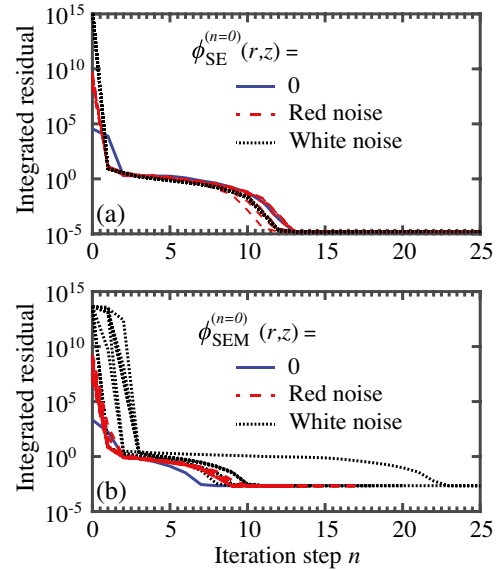 10^15
10^10
10^5
10^0
10^-5
Integrated residual
ϕ_SE^(n=0)(r,z) =
0
Red noise
White noise
(a)
0 5 10 15 20 25
10^15
10^10
10^5
10^0
10^-5
Integrated residual
ϕ_SEM^(n=0)(r,z) =
0
Red noise
White noise
(b)
0 5 10 15 20 25
Iteration step n